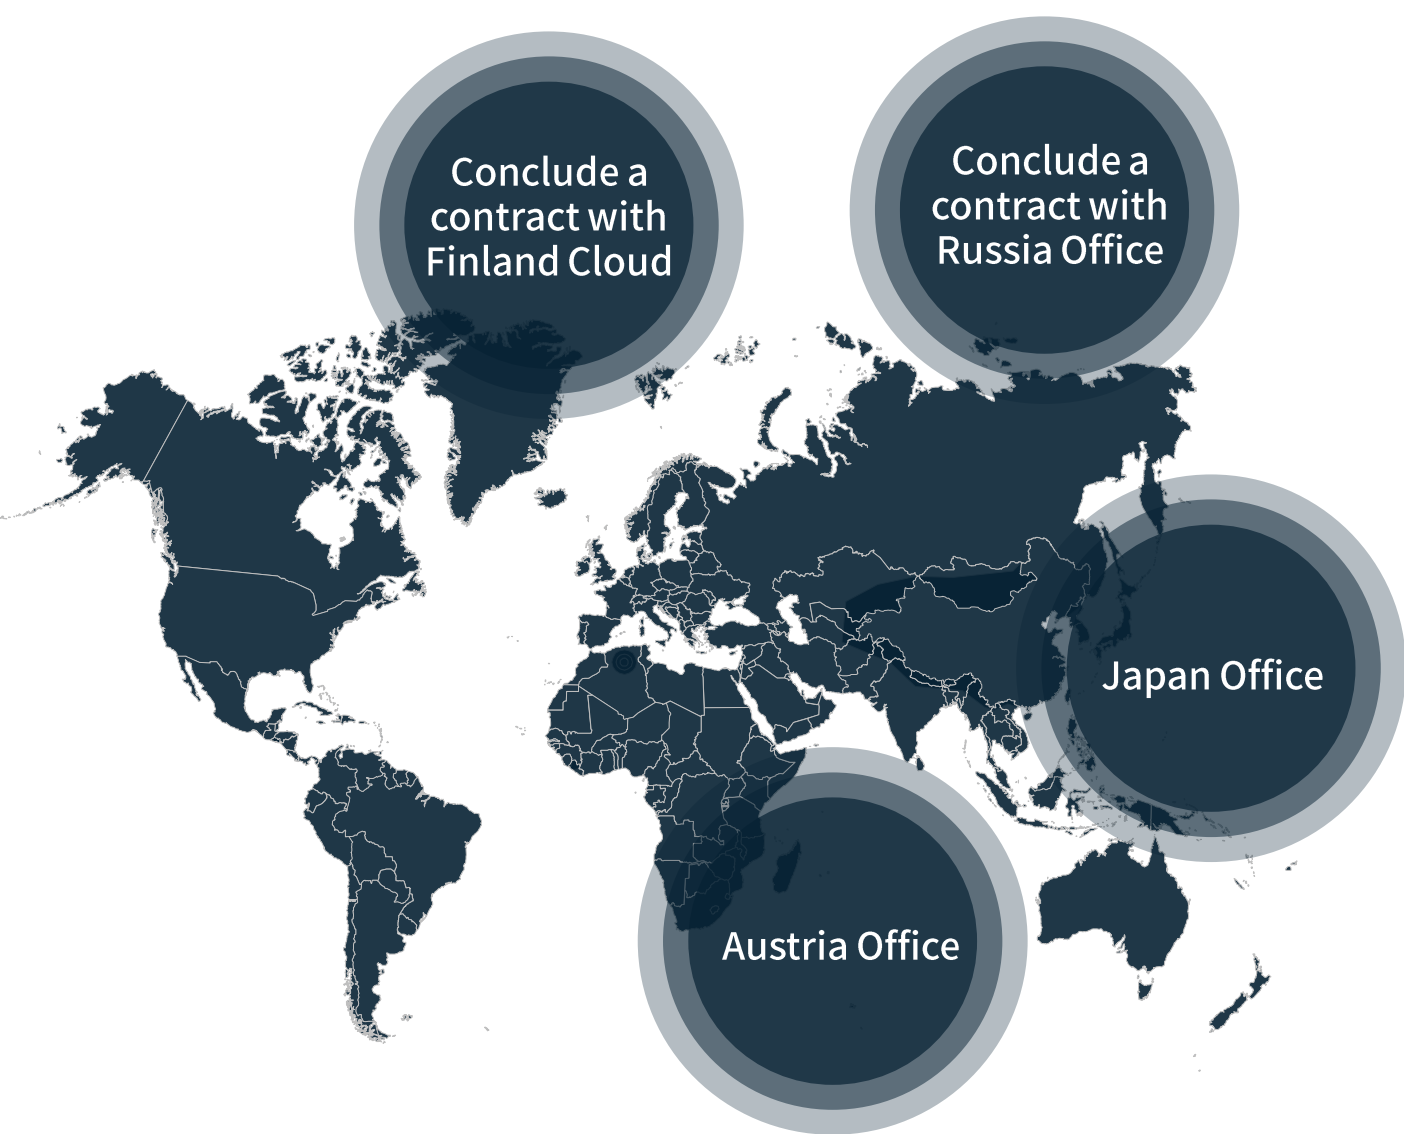 Conclude a
contract with
Finland Cloud
Conclude a
contract with
Russia Office
Japan Office
Austria Office